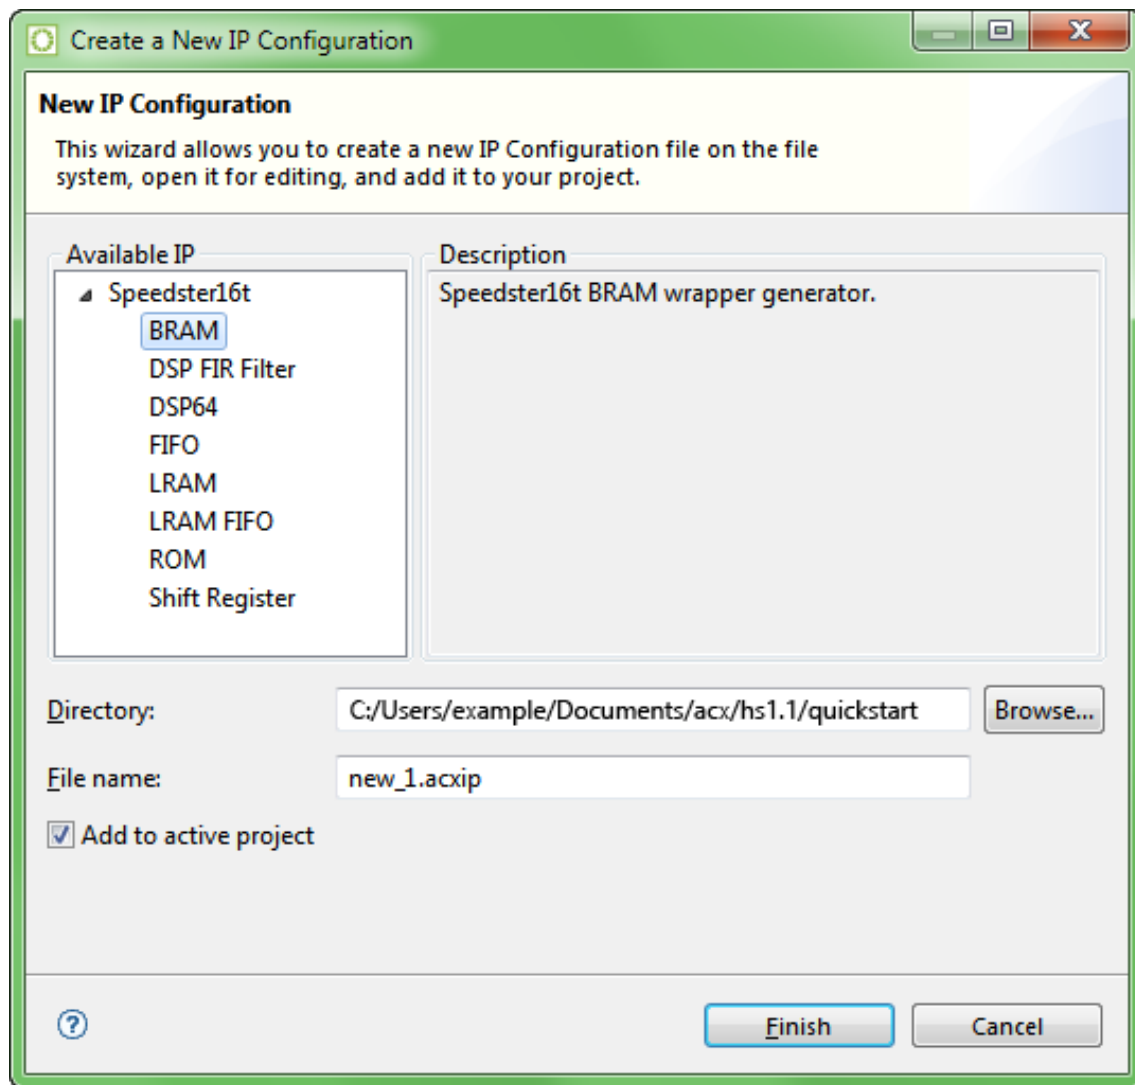 Create a New IP Configuration
New IP Configuration
This wizard allows you to create a new IP Configuration file on the file
system, open it for editing, and add it to your project.
Available IP
Speedster16t
BRAM
DSP FIR Filter
DSP64
FIFO
LRAM
LRAM FIFO
ROM
Shift Register
Description
Speedster16t BRAM wrapper generator.
Directory: C:/Users/example/Documents/acx/hs1.1/quickstart Browse...
File name: new_1.acxip
Add to active project
Finish Cancel